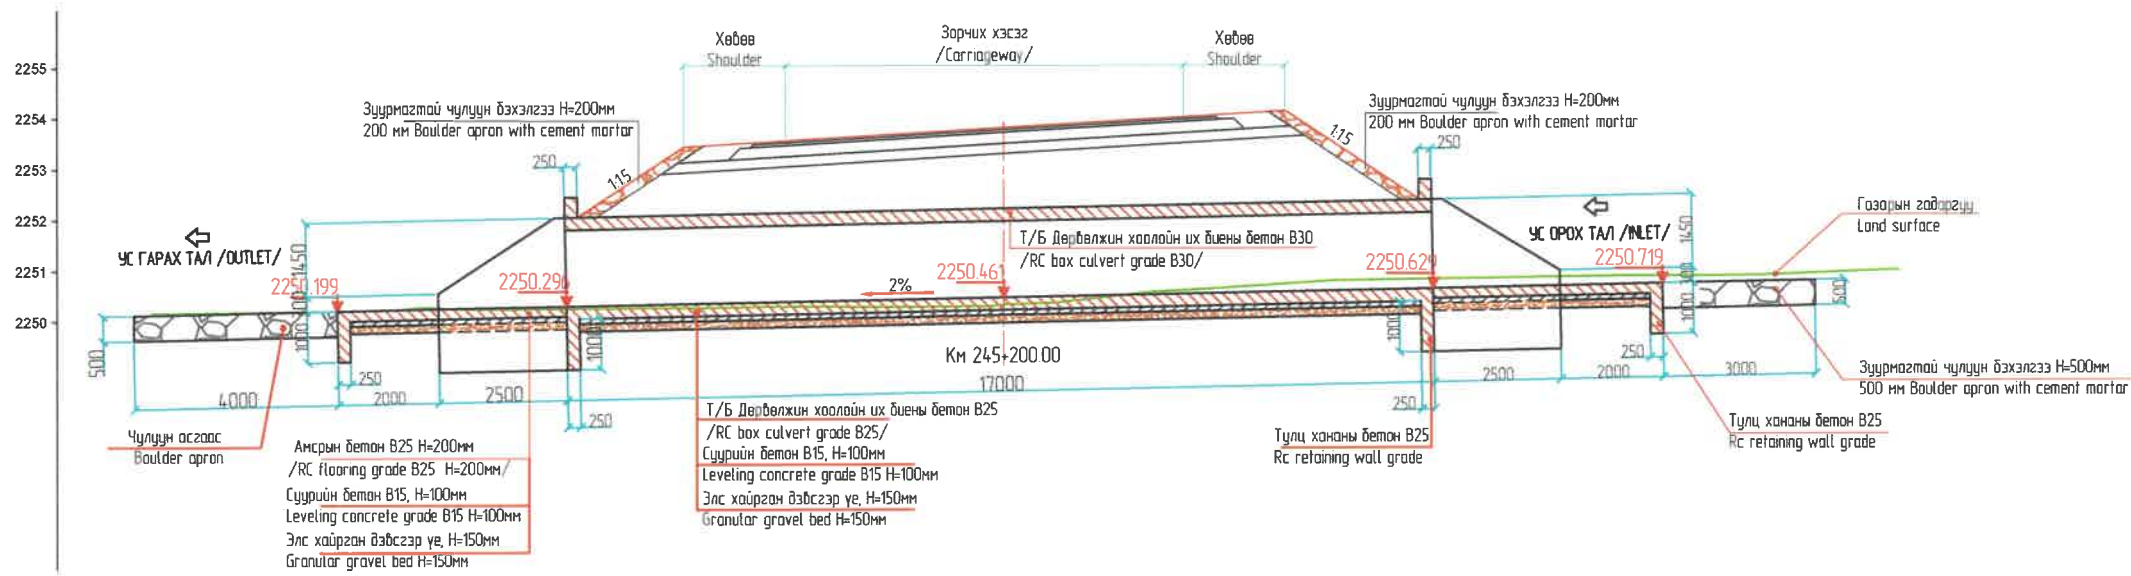 Хөвөө
Shoulder
Зорчих хэсэг
/Carriageway/
Хөвөө
Shoulder
2255
2254
2253
2252
2251
2250
Зуурмагтай чулуун бэхэлгээ H=200мм
200 мм Boulder apron with cement mortar
Зуурмагтай чулуун бэхэлгээ H=200мм
200 мм Boulder apron with cement mortar
250
1:1.5
1:1.5
250
УС ГАРАХ ТАЛ /OUTLET/
1450
2250.199
2250.296
Т/Б Дөрвөлжин хоолойн их биены бетон B30
/RC box culvert grade B30/
2250.461
2%
2250.629
УС ОРОХ ТАЛ /INLET/
2250.719
1450
Газарын гадаргуу
Land surface
500
1000
1000
1000
1000
500
Км 245+200.00
4000
250
2000
2500
250
17000
250
2500
250
2000
3000
Зуурмагтай чулуун бэхэлгээ H=500мм
500 мм Boulder apron with cement mortar
Чулуун асгаас
Boulder apron
Амсрын бетон B25 H=200мм
/RC flooring grade B25 H=200мм/
Суурийн бетон B15, H=100мм
Leveling concrete grade B15 H=100мм
Элс хайрган дэвсгэр үе, H=150мм
Granular gravel bed H=150мм
Т/Б Дөрвөлжин хоолойн их биены бетон B25
/RC box culvert grade B25/
Суурийн бетон B15, H=100мм
Leveling concrete grade B15 H=100мм
Элс хайрган дэвсгэр үе, H=150мм
Granular gravel bed H=150мм
Тулц хананы бетон B25
Rc retaining wall grade
Тулц хананы бетон B25
Rc retaining wall grade